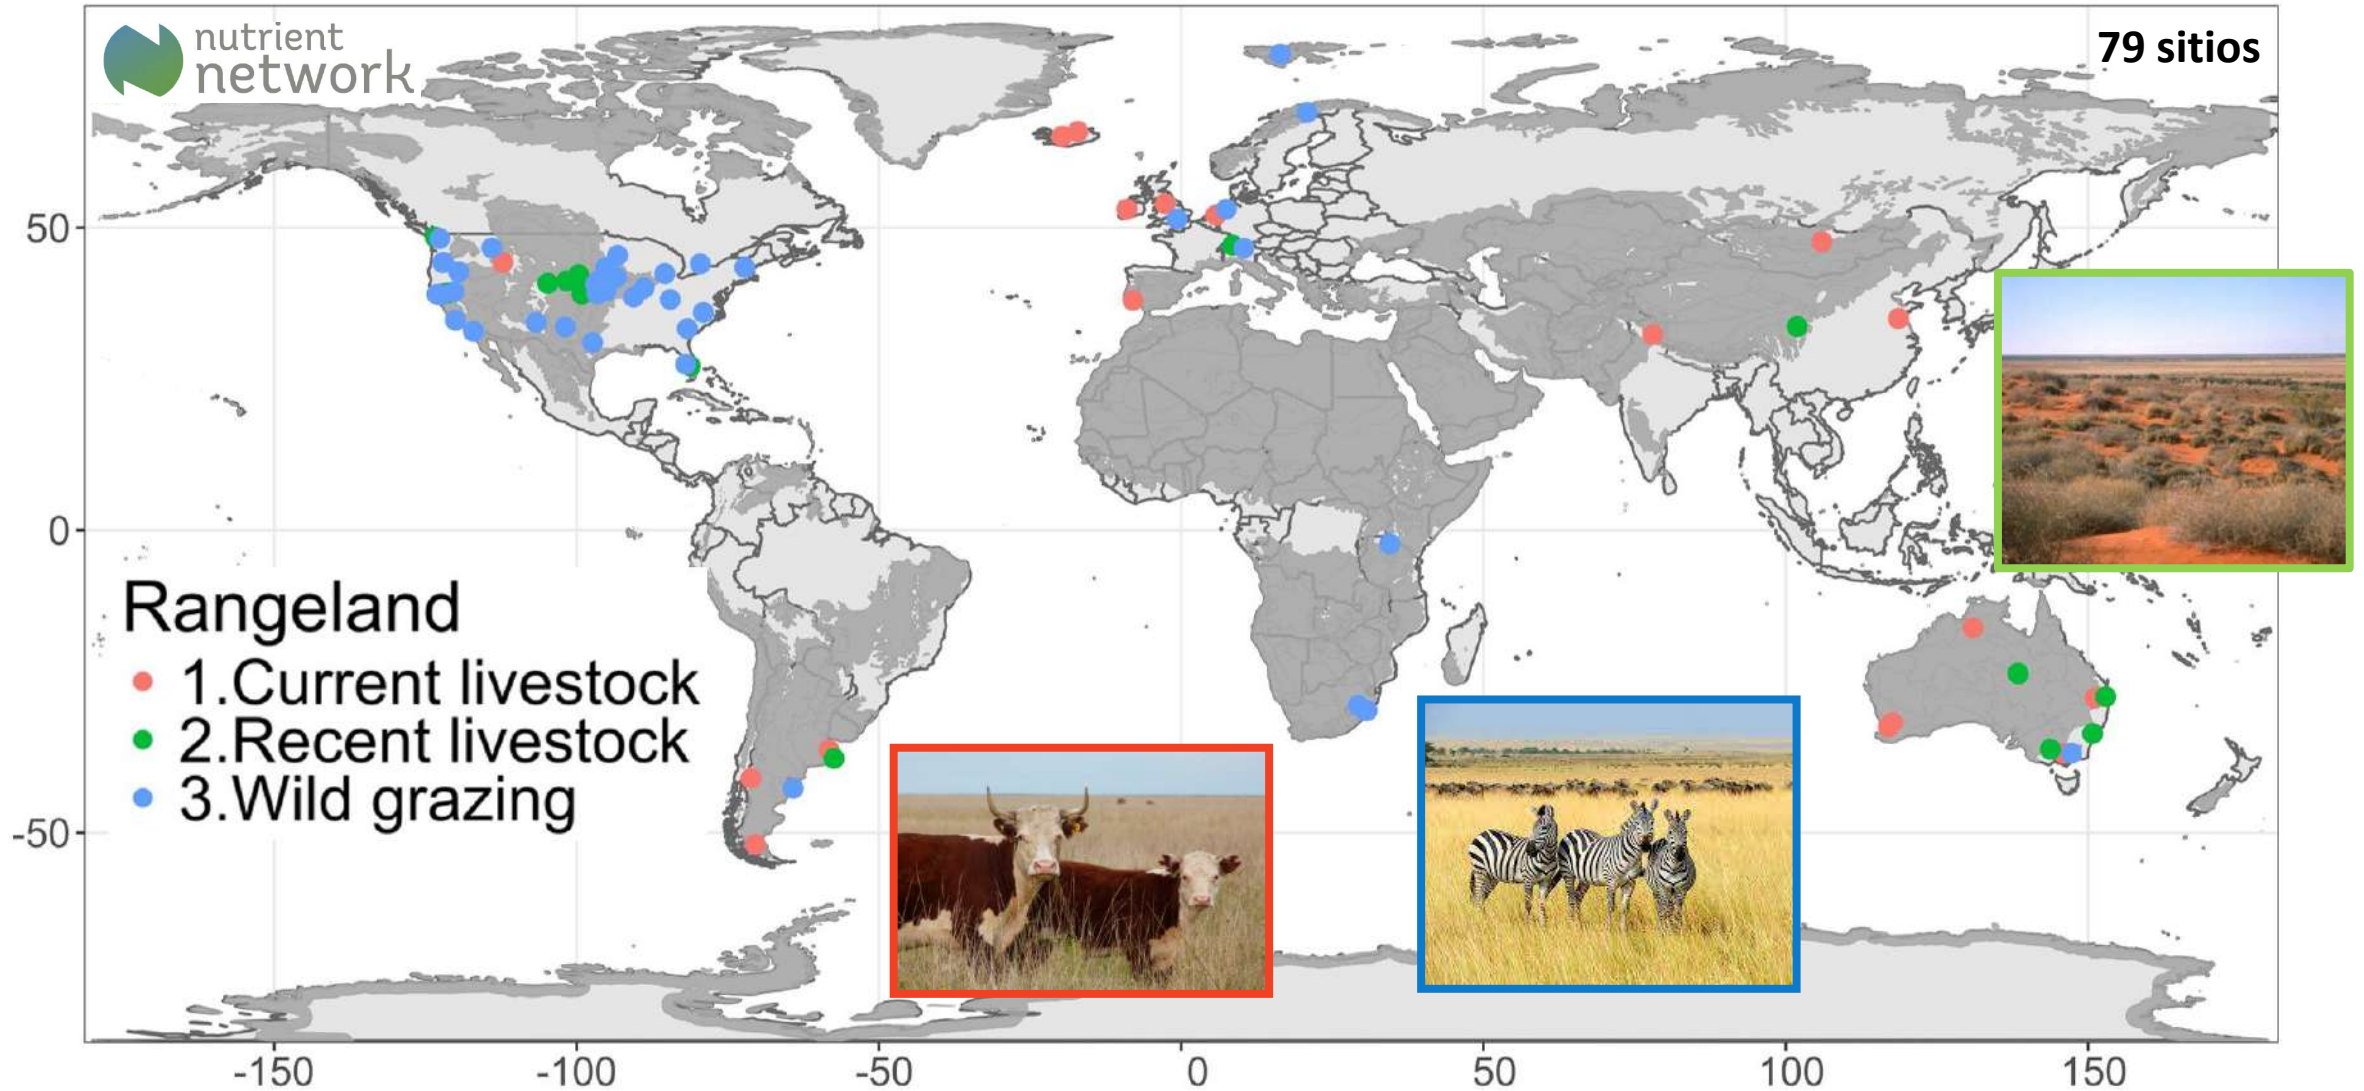 nutrient
network
79 sitios
50
0
-50
Rangeland
1.Current livestock
2.Recent livestock
3.Wild grazing
-150 -100 -50 0 50 100 150